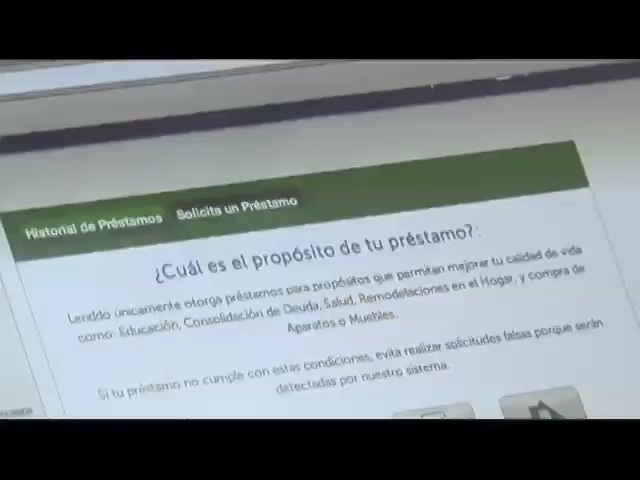 Historial de Préstamos Solicita un Préstamo
¿Cuál es el propósito de tu préstamo?:
Lenddo únicamente otorga préstamos para propósitos que permitan mejorar tu calidad de vida
como: Educación, Consolidación de Deuda, Salud, Remodelaciones en el Hogar, y compra de
Aparatos o Muebles.
Si tu préstamo no cumple con estas condiciones, evita realizar solicitudes falsas porque serán
detectadas por nuestro sistema.